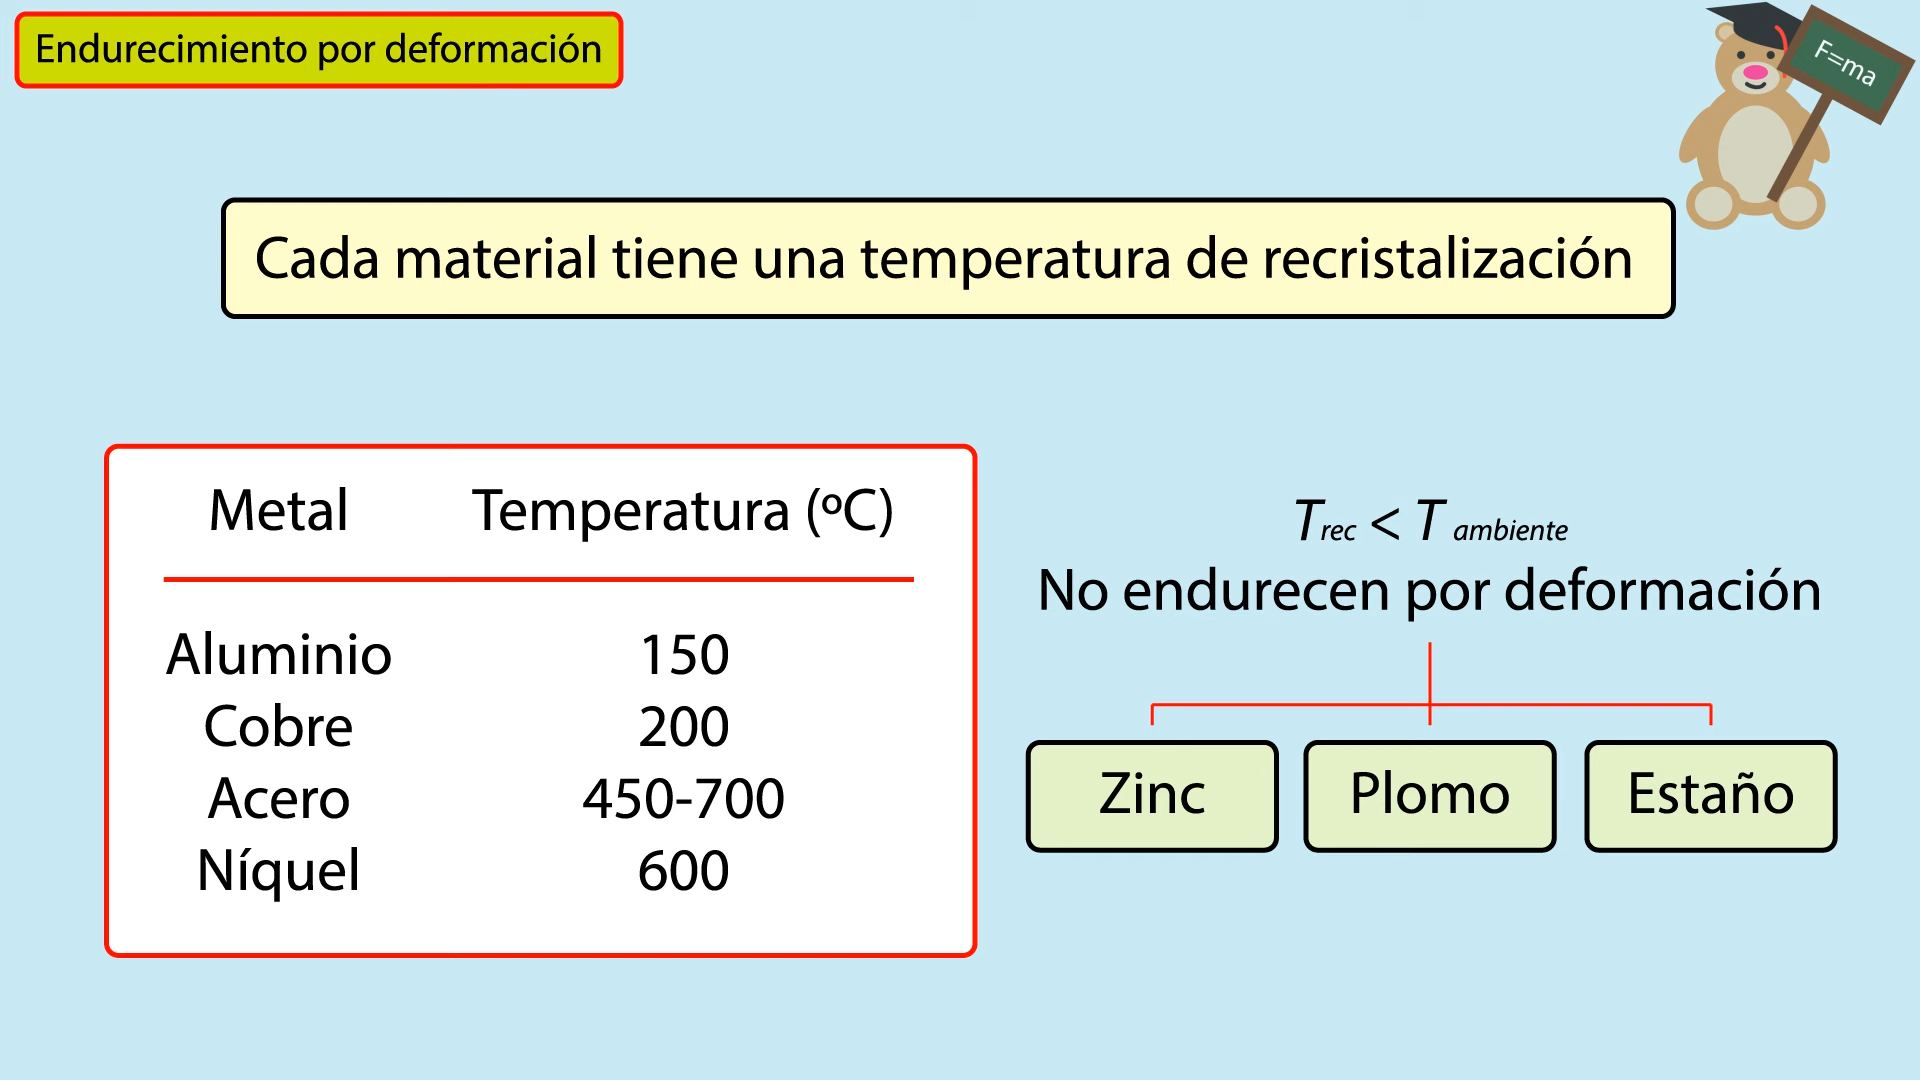 Endurecimiento por deformación
F=ma
Cada material tiene una temperatura de recristalización
Metal Temperatura (ºC)
Aluminio 150
Cobre 200
Acero 450-700
Níquel 600
Trec < T ambiente
No endurecen por deformación
Zinc Plomo Estaño